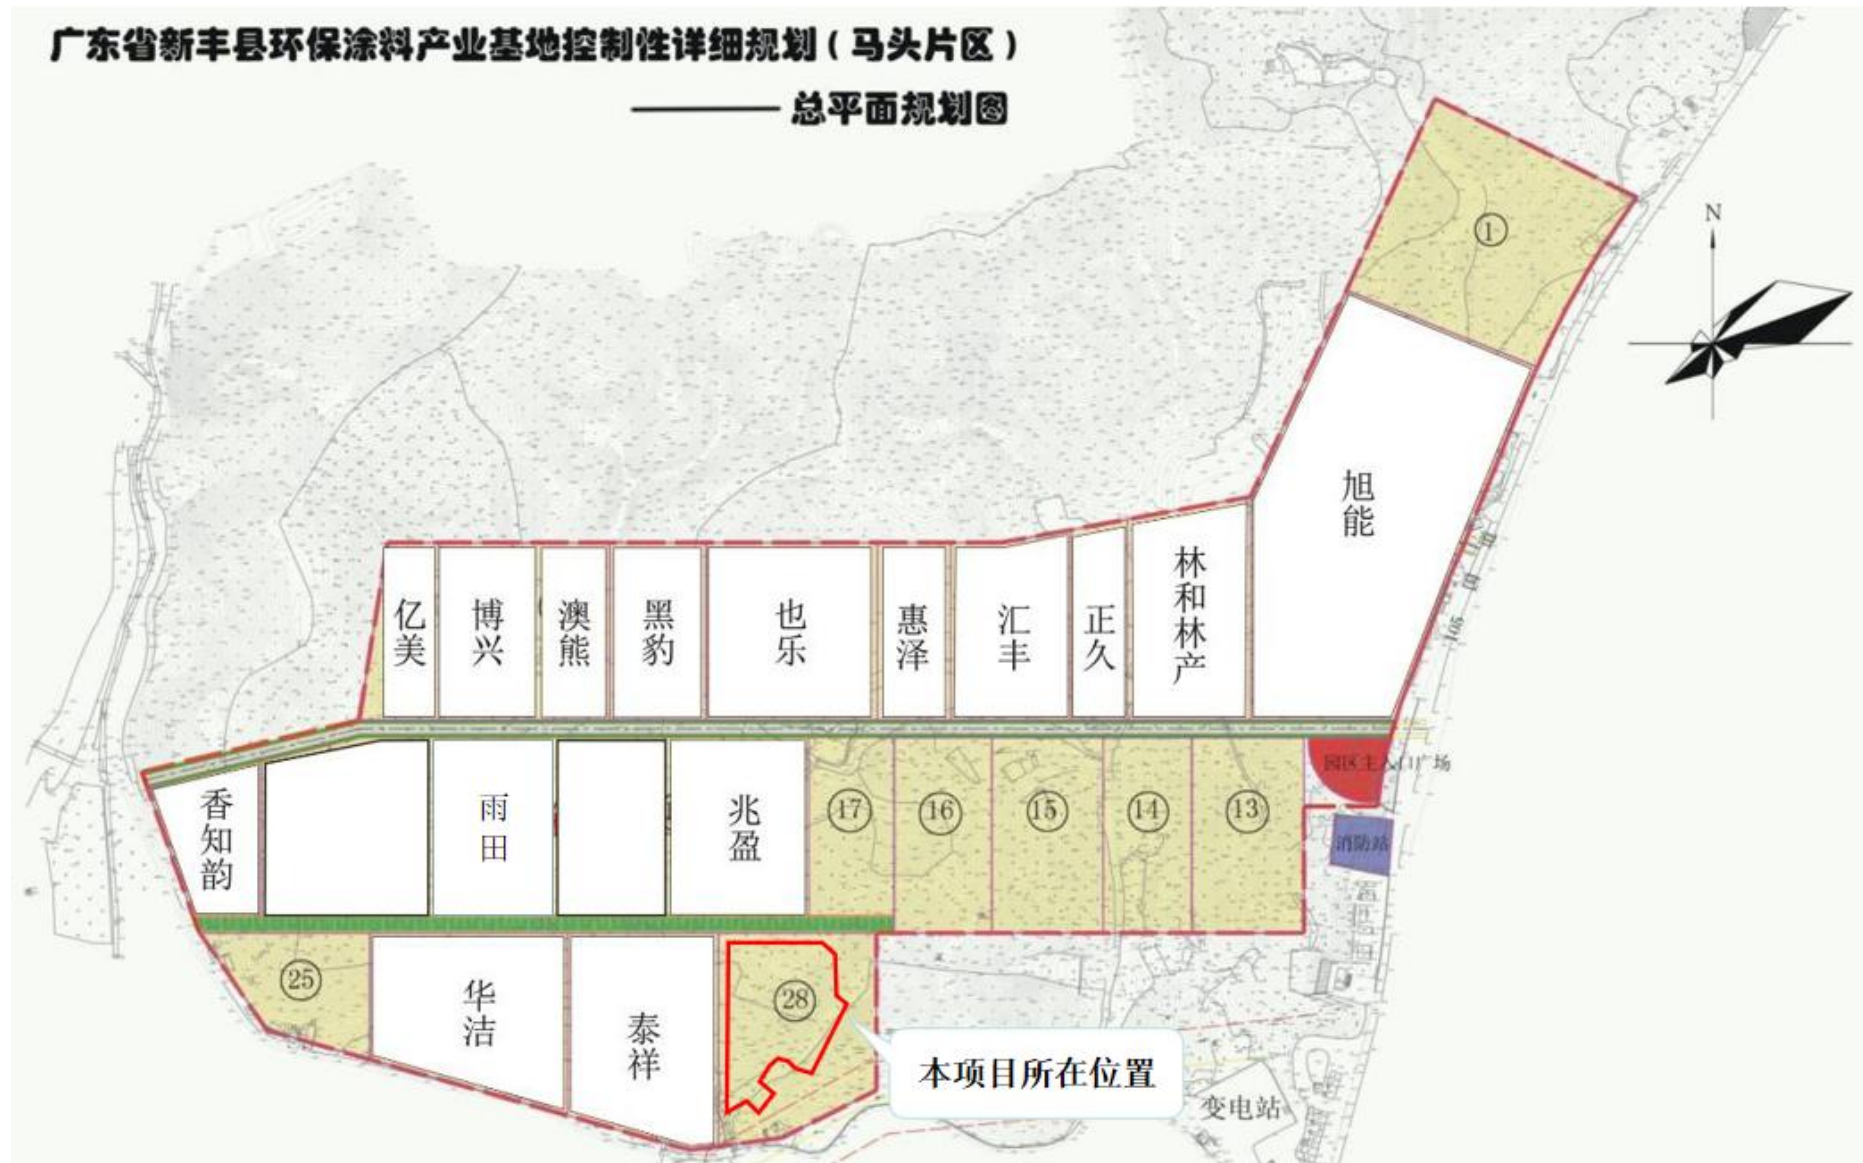 广东省新丰县环保涂料产业基地控制性详细规划（马头片区）
——总平面规划图
N
①
旭能
亿美
博兴
澳熊
黑豹
也乐
惠泽
汇丰
正久
林和林产
105
国
道
香知韵
雨田
兆盈
⑰
⑯
⑮
⑭
⑬
园区主入口广场
消防站
㉕
华洁
泰祥
㉘
本项目所在位置
变电站